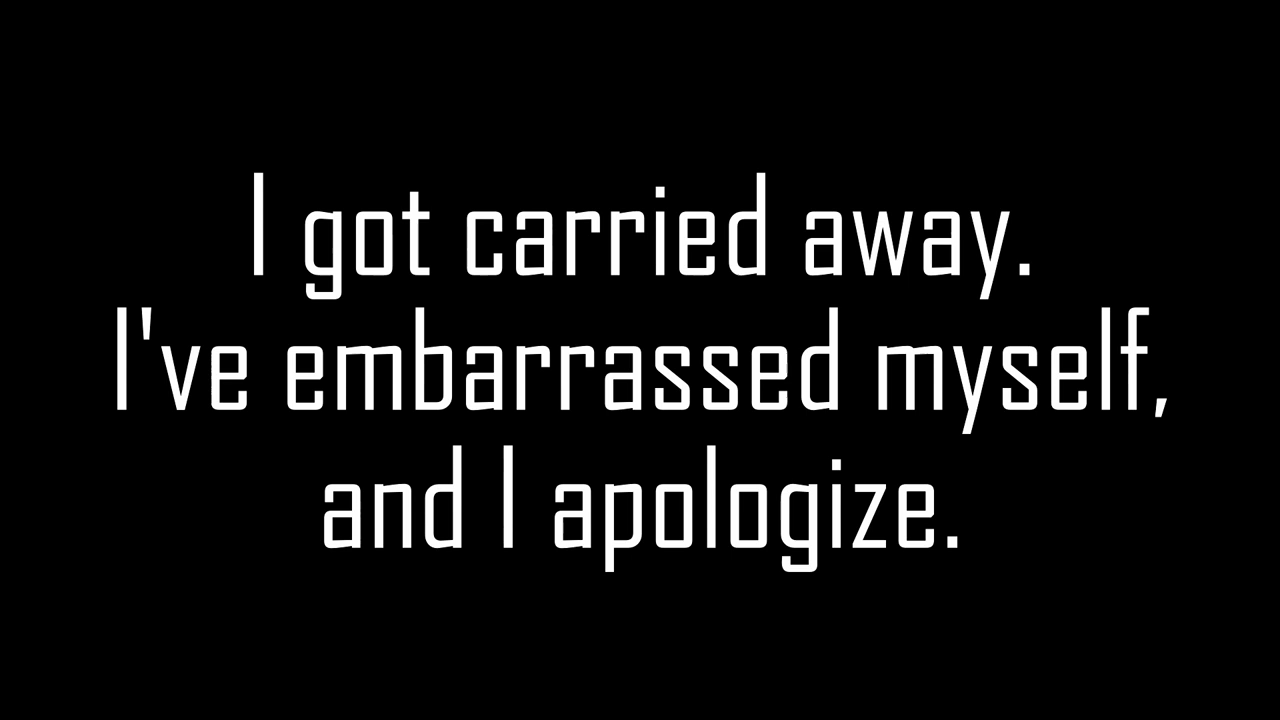 I got carried away.
I've embarrassed myself,
and I apologize.